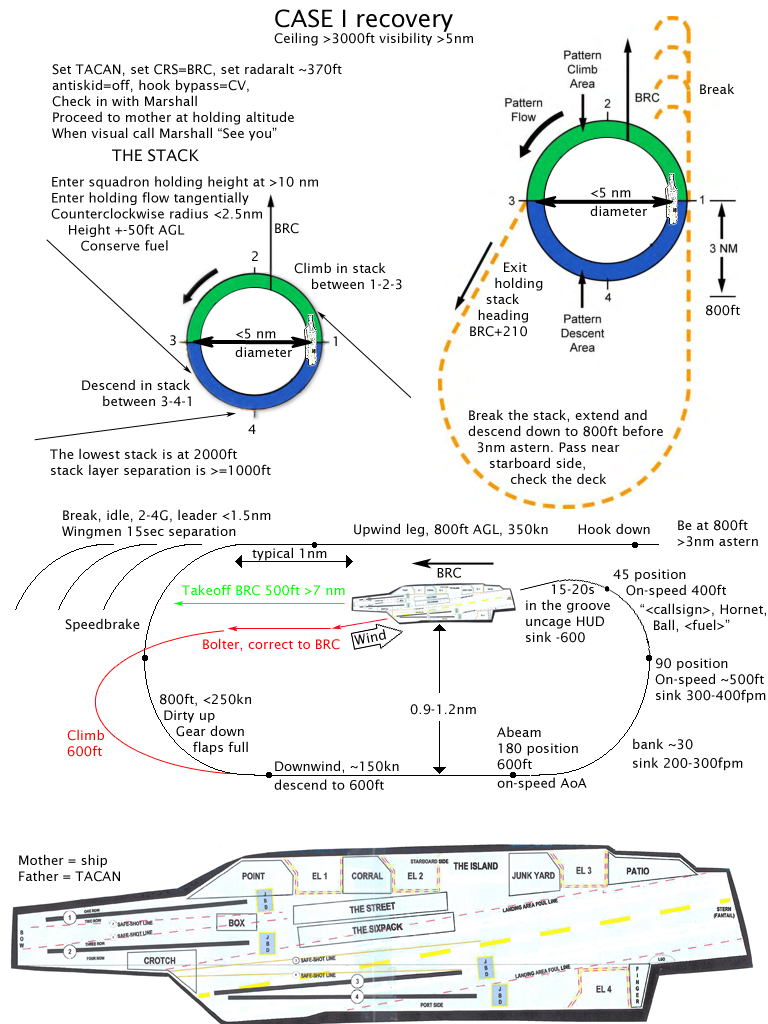 CASE I recovery
Ceiling >3000ft visibility >5nm
Set TACAN, set CRS=BRC, set radaralt ~370ft
antiskid=off, hook bypass=CV,
Check in with Marshall
Proceed to mother at holding altitude
When visual call Marshall “See you”
THE STACK
Enter squadron holding height at >10 nm
Enter holding flow tangentially
Counterclockwise radius <2.5nm
Height +-50ft AGL
Conserve fuel
BRC
2
Climb in stack
between 1-2-3
3
<5 nm
diameter
1
Descend in stack
between 3-4-1
4
The lowest stack is at 2000ft
stack layer separation is >=1000ft
Pattern
Climb
Area
BRC
Break
Pattern
Flow
2
3
<5 nm
diameter
1
3 NM
800ft
Exit
holding
stack
heading
BRC+210
4
Pattern
Descent
Area
Break the stack, extend and
descend down to 800ft before
3nm astern. Pass near
starboard side,
check the deck
Break, idle, 2-4G, leader <1.5nm
Wingmen 15sec separation
Upwind leg, 800ft AGL, 350kn
Hook down
Be at 800ft
>3nm astern
typical 1nm
BRC
Takeoff BRC 500ft >7 nm
45 position
On-speed 400ft
“<callsign>, Hornet,
Ball, <fuel>”
15-20s
in the groove
uncage HUD
sink -600
Speedbrake
Wind
Bolter, correct to BRC
90 position
On-speed ~500ft
sink 300-400fpm
800ft, <250kn
Dirty up
Gear down
flaps full
0.9-1.2nm
Climb
600ft
Abeam
180 position
600ft
on-speed AoA
bank ~30
sink 200-300fpm
Downwind, ~150kn
descend to 600ft
Mother = ship
Father = TACAN
STARBOARD SIDE
THE ISLAND
POINT
EL 1
CORRAL
EL 2
JUNK YARD
EL 3
PATIO
JBD
THE STREET
THE SIXPACK
LANDING AREA FOUL LINE
STERN
(FANTAIL)
BOW
1
ONE ROW
TWO ROW
SAFE-SHOT LINE
BOX
SAFE-SHOT LINE
2
THREE ROW
FOUR ROW
JBD
CROTCH
SAFE-SHOT LINE
SAFE-SHOT LINE
3
4
JBD
JBD
LANDING AREA FOUL LINE
LSO
EL 4
FINGER
PORT SIDE